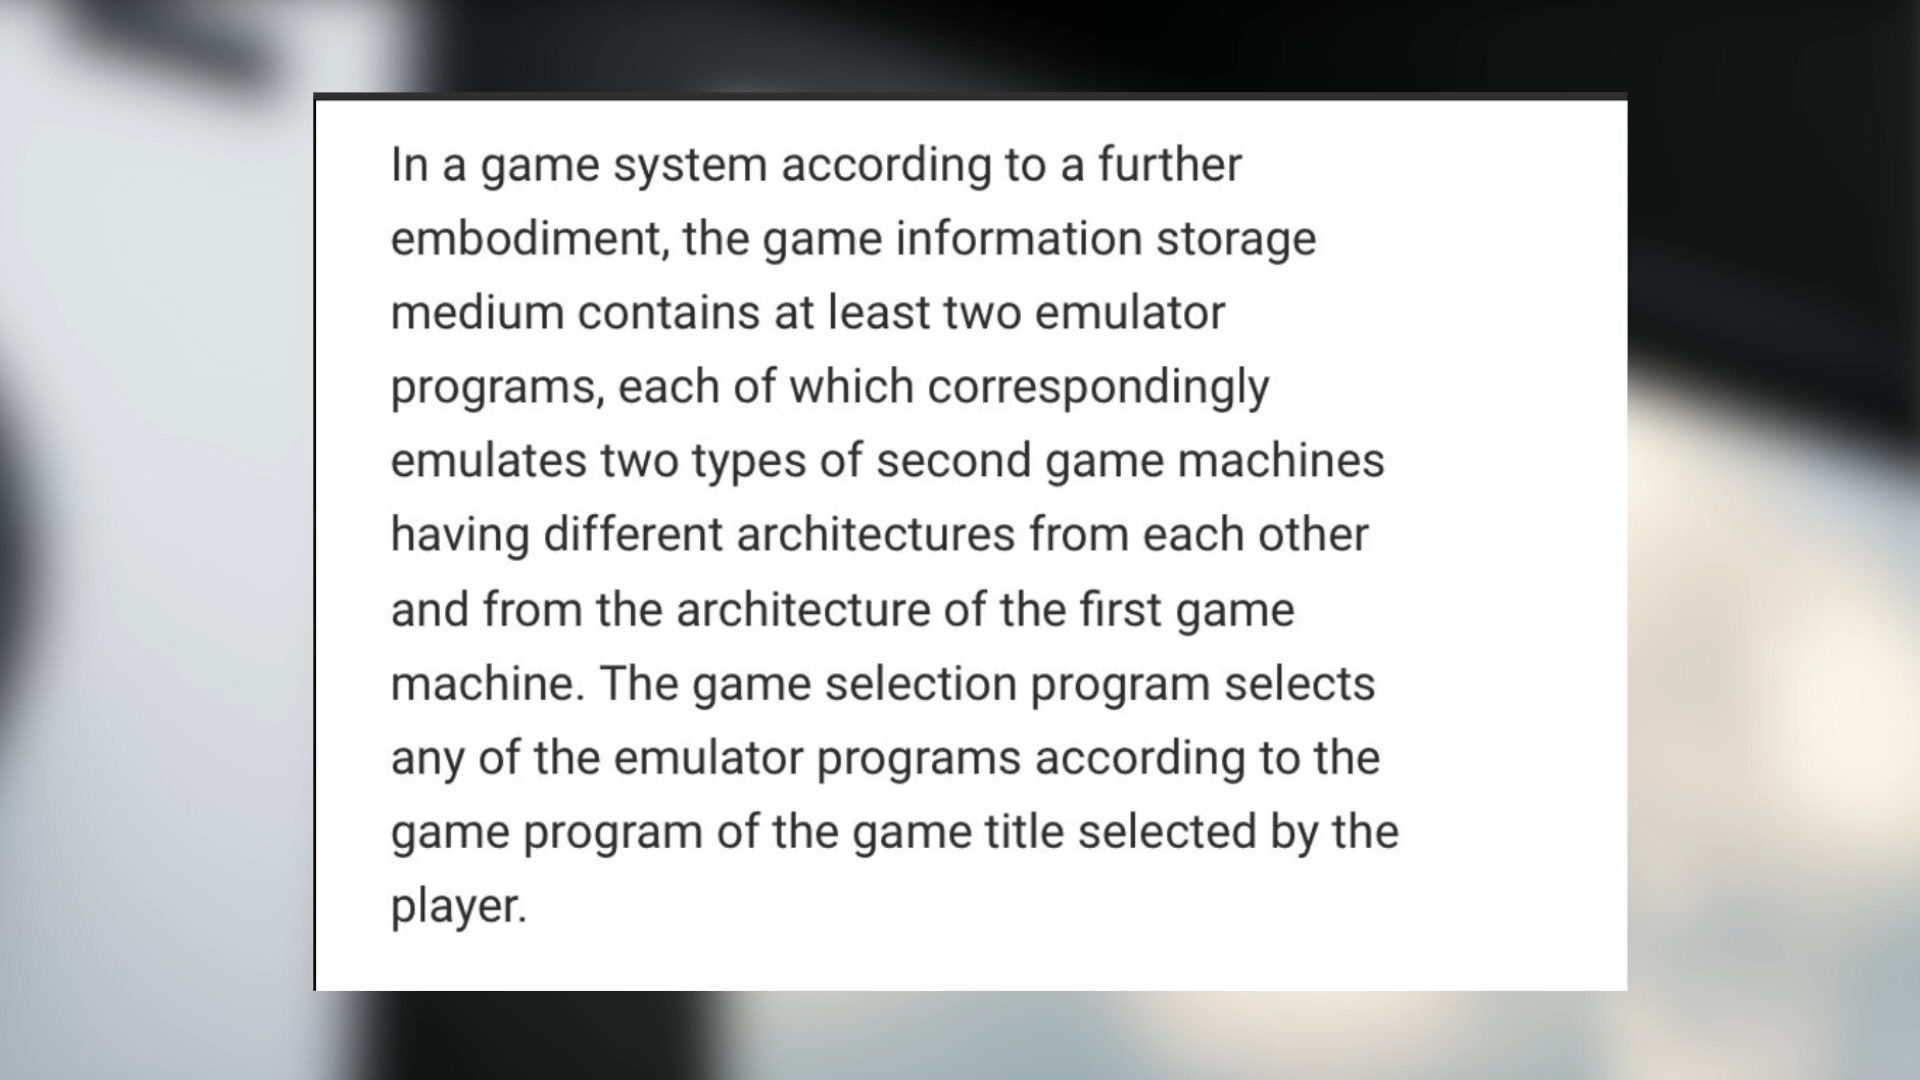 In a game system according to a further
embodiment, the game information storage
medium contains at least two emulator
programs, each of which correspondingly
emulates two types of second game machines
having different architectures from each other
and from the architecture of the first game
machine. The game selection program selects
any of the emulator programs according to the
game program of the game title selected by the
player.